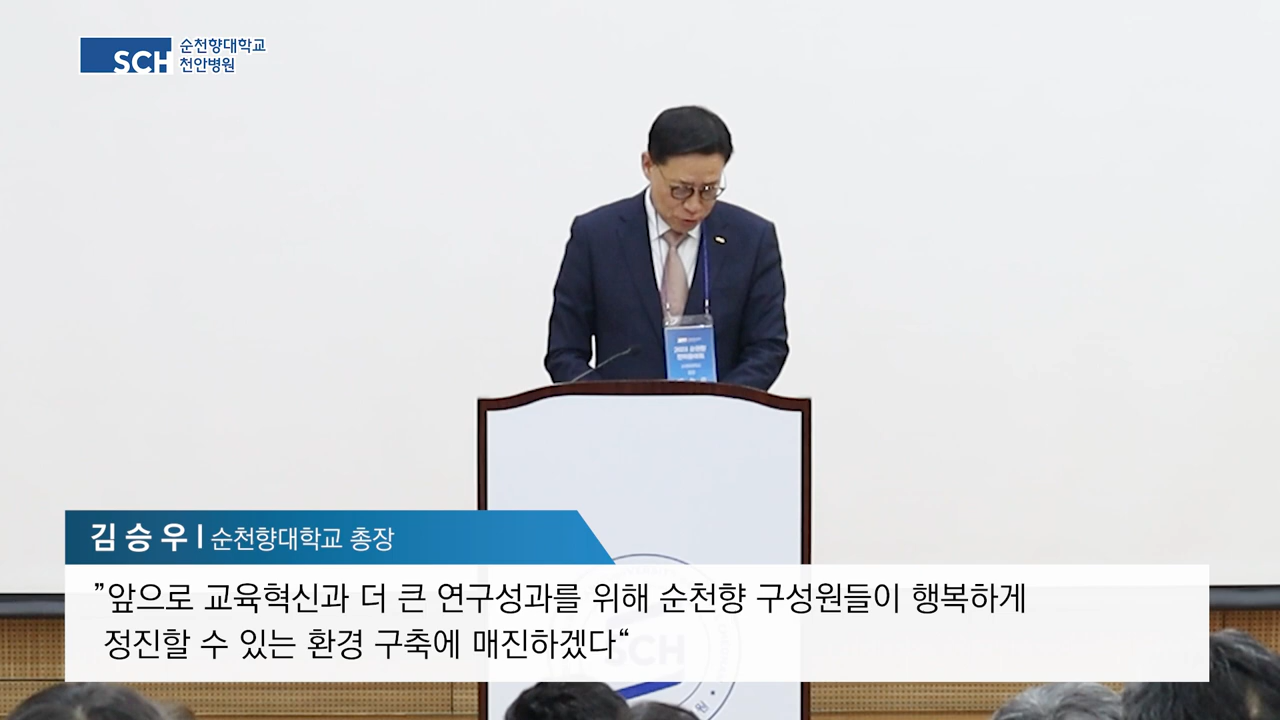 SCH 순천향대학교
천안병원
김승우 | 순천향대학교 총장
”앞으로 교육혁신과 더 큰 연구성과를 위해 순천향 구성원들이 행복하게
정진할 수 있는 환경 구축에 매진하겠다“
SCH